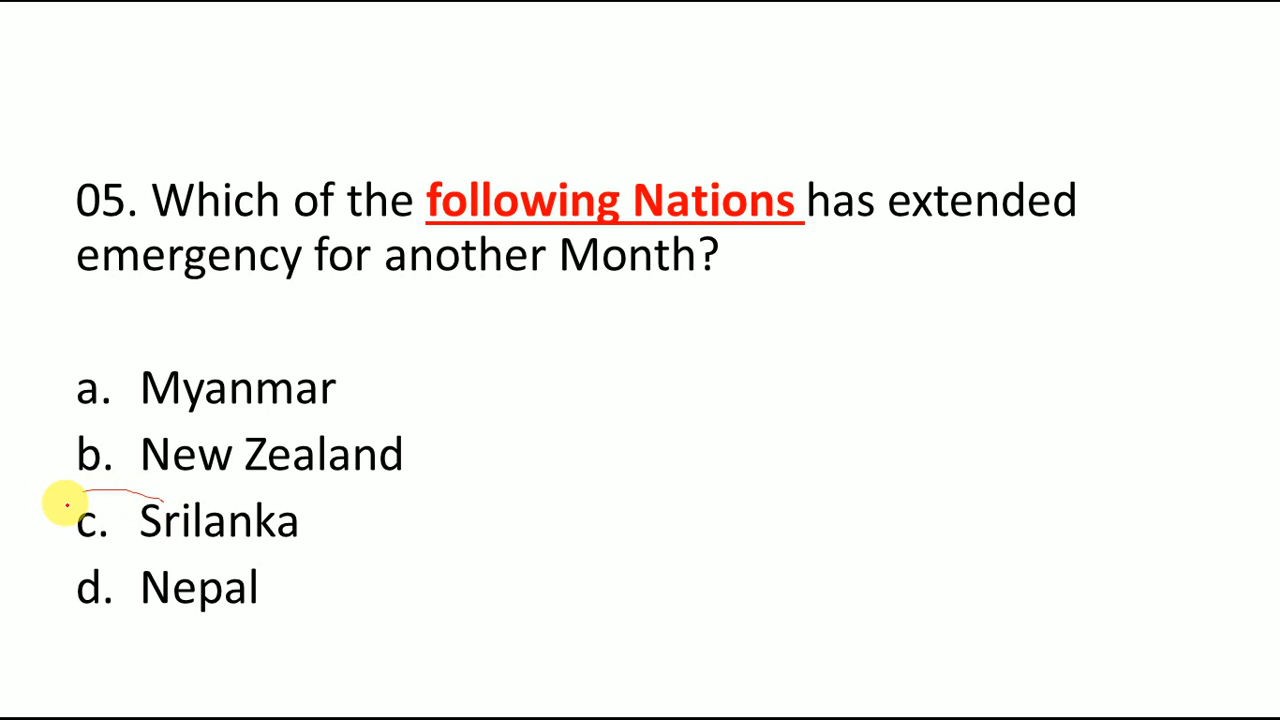 05. Which of the following Nations has extended
emergency for another Month?
a. Myanmar
b. New Zealand
c. Srilanka
d. Nepal